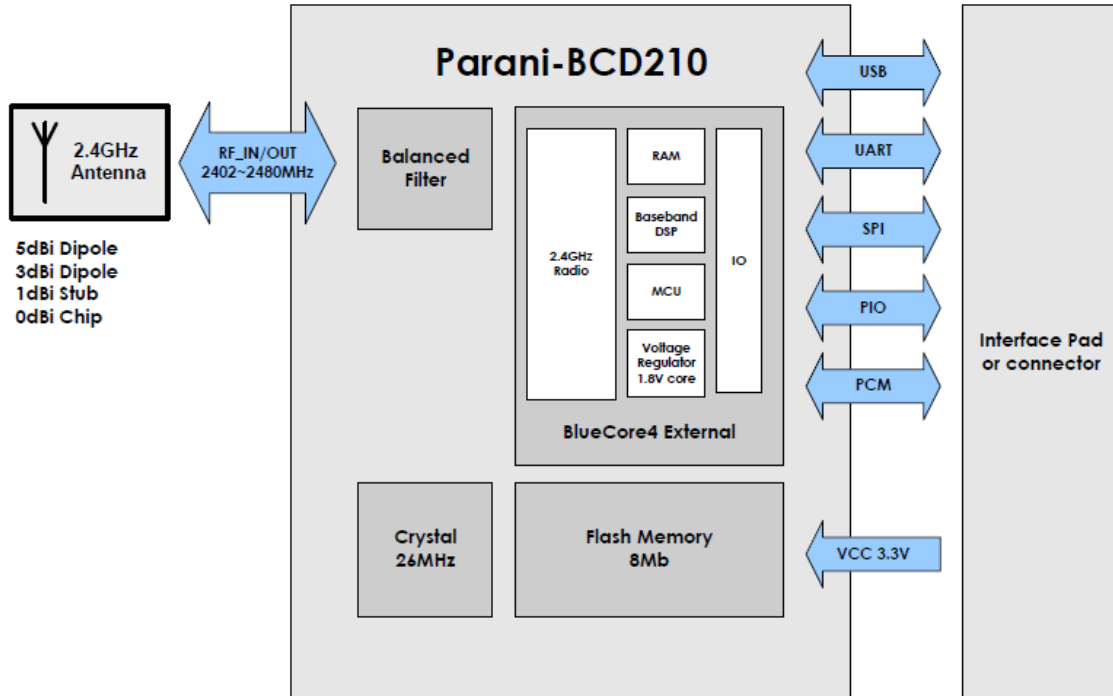 Parani-BCD210
2.4GHz
Antenna
5dBi Dipole
3dBi Dipole
1dBi Stub
0dBi Chip
RF_IN/OUT
2402~2480MHz
Balanced
Filter
2.4GHz
Radio
RAM
Baseband
DSP
MCU
Voltage
Regulator
1.8V core
IO
BlueCore4 External
Crystal
26MHz
Flash Memory
8Mb
USB
UART
SPI
PIO
PCM
VCC 3.3V
Interface Pad
or connector